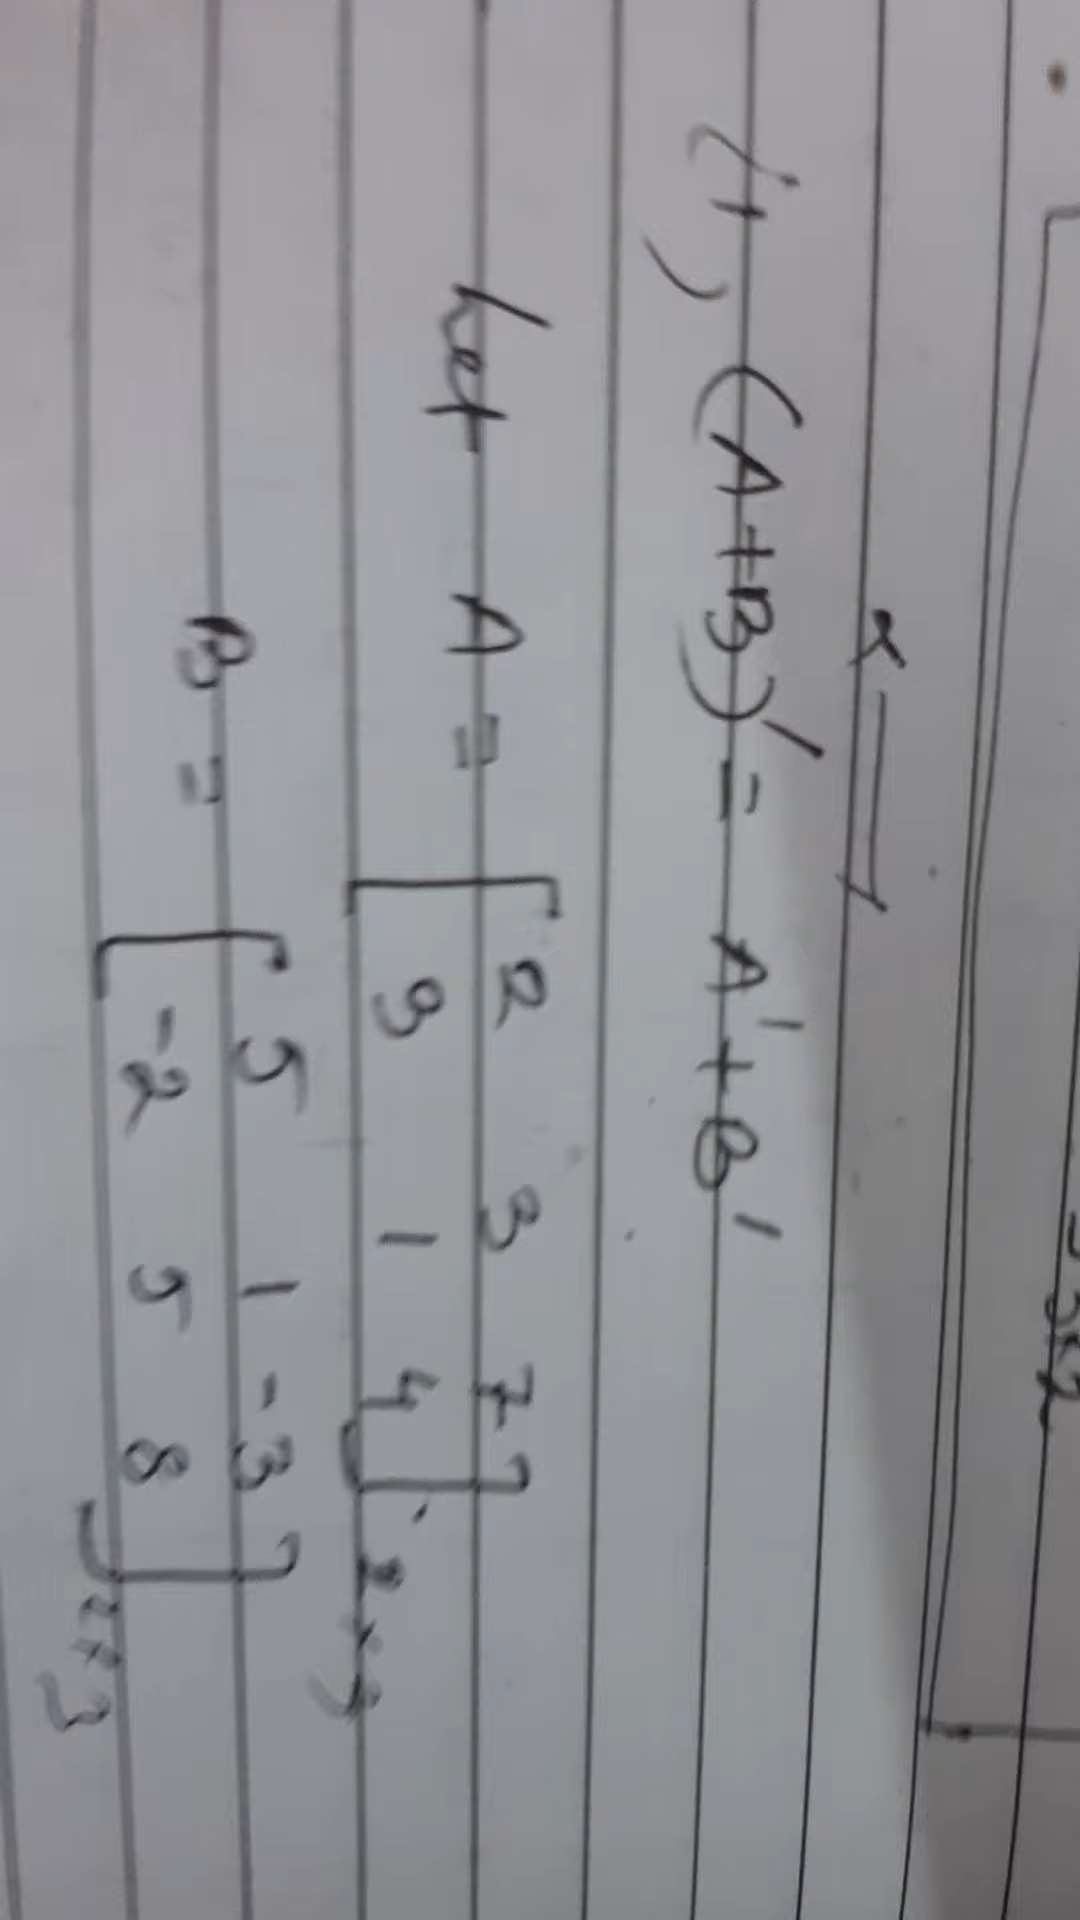 (1) (A+B)' = A' + B'
Let A = [ 2 3 7
9 1 4 ] 2×3
B = [ 5 1 -3
-2 5 8 ] 2×3